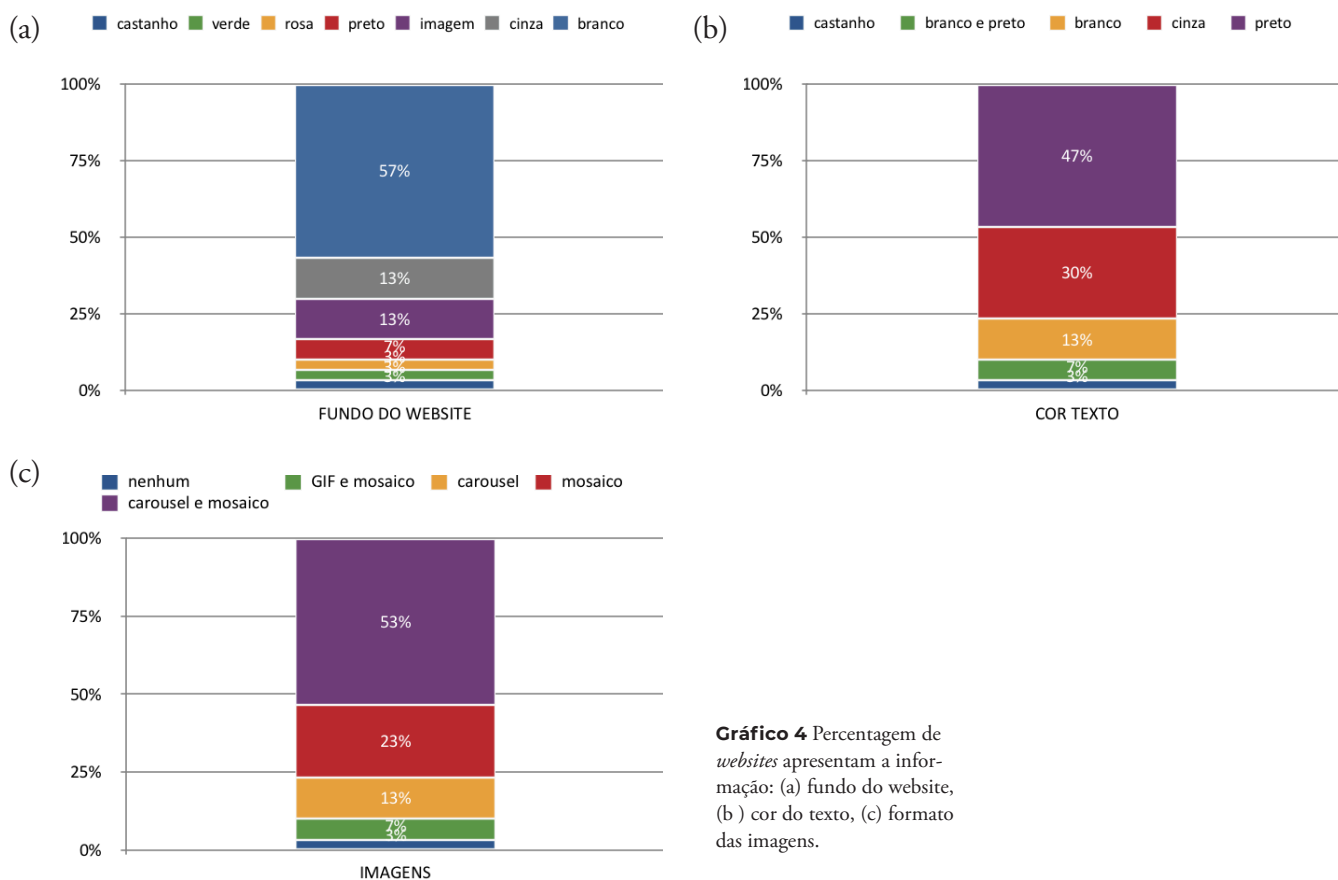 (a)
castanho verde rosa preto imagem cinza branco
100%
75%
50%
25%
0%
57%
13%
13%
7%
3%
3%
3%
FUNDO DO WEBSITE
(b)
castanho branco e preto branco cinza preto
100%
75%
50%
25%
0%
47%
30%
13%
7%
3%
COR TEXTO
(c)
nenhum GIF e mosaico carousel mosaico
carousel e mosaico
100%
75%
50%
25%
0%
53%
23%
13%
7%
3%
IMAGENS
Gráfico 4 Percentagem de
websites apresentam a infor-
mação: (a) fundo do website,
(b ) cor do texto, (c) formato
das imagens.